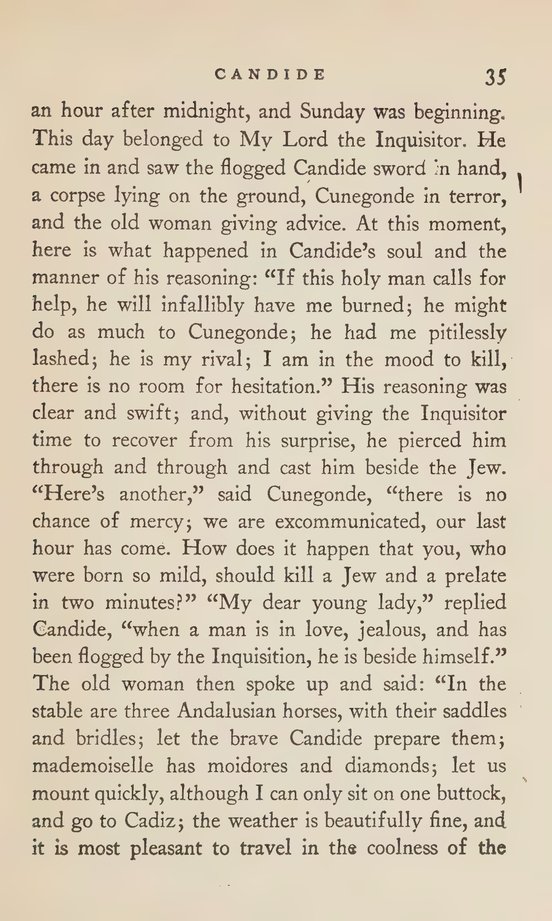 CANDIDE 35
an hour after midnight, and Sunday was beginning.
This day belonged to My Lord the Inquisitor. He
came in and saw the flogged Candide sword in hand,
a corpse lying on the ground, Cunegonde in terror,
and the old woman giving advice. At this moment,
here is what happened in Candide's soul and the
manner of his reasoning: “If this holy man calls for
help, he will infallibly have me burned; he might
do as much to Cunegonde; he had me pitilessly
lashed; he is my rival; I am in the mood to kill,
there is no room for hesitation.” His reasoning was
clear and swift; and, without giving the Inquisitor
time to recover from his surprise, he pierced him
through and through and cast him beside the Jew.
“Here's another,” said Cunegonde, “there is no
chance of mercy; we are excommunicated, our last
hour has come. How does it happen that you, who
were born so mild, should kill a Jew and a prelate
in two minutes?” “My dear young lady,” replied
Candide, “when a man is in love, jealous, and has
been flogged by the Inquisition, he is beside himself.”
The old woman then spoke up and said: “In the
stable are three Andalusian horses, with their saddles
and bridles; let the brave Candide prepare them;
mademoiselle has moidores and diamonds; let us
mount quickly, although I can only sit on one buttock,
and go to Cadiz; the weather is beautifully fine, and
it is most pleasant to travel in the coolness of the